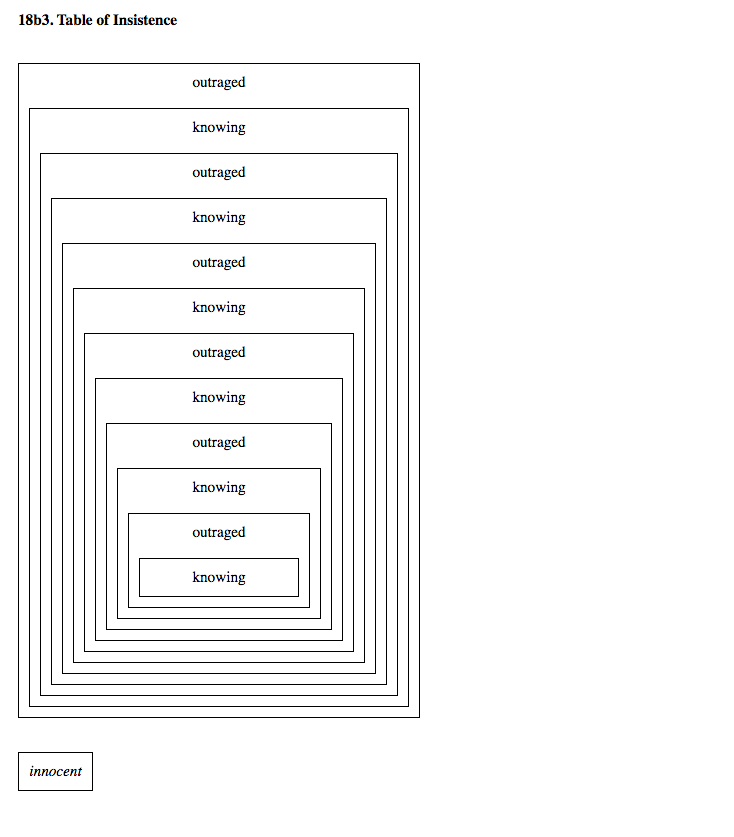 18b3. Table of Insistence
outraged
knowing
outraged
knowing
outraged
knowing
outraged
knowing
outraged
knowing
outraged
knowing
innocent